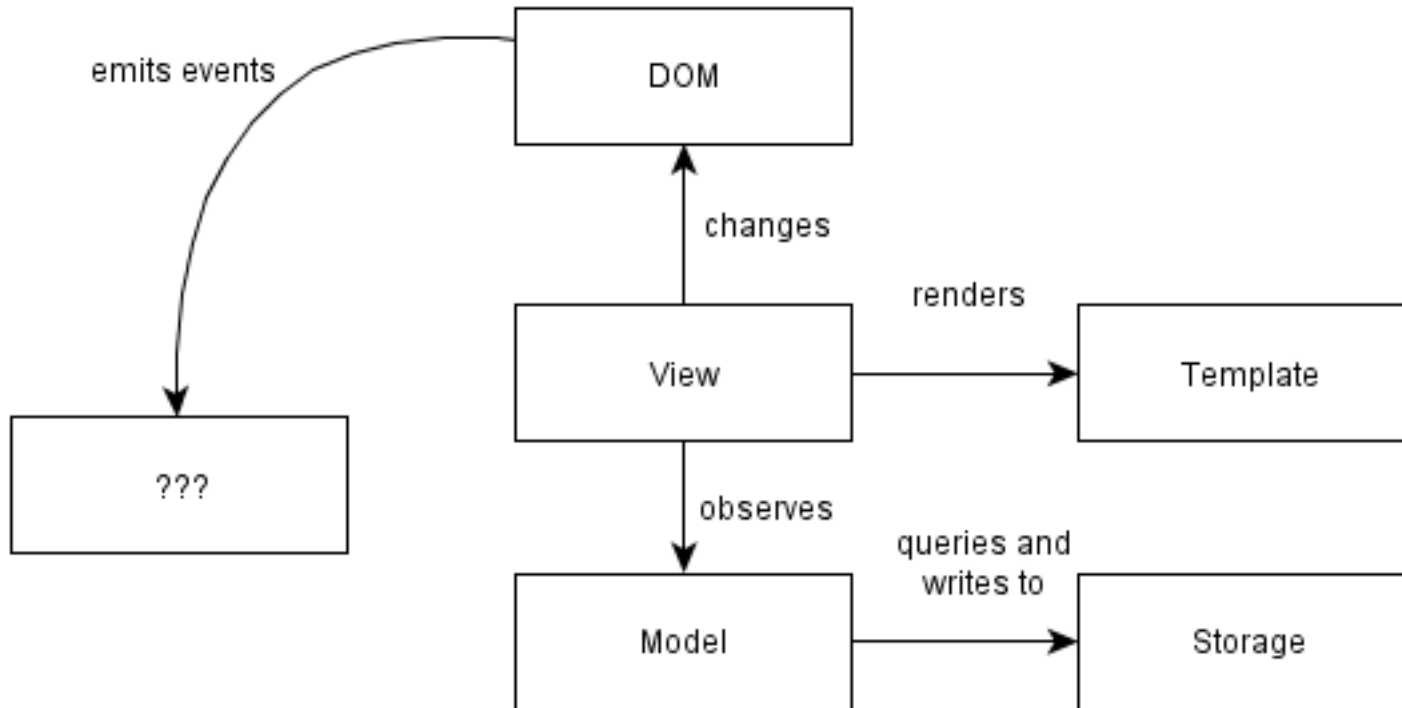 DOM
emits events
changes
renders
View
Template
???
observes
queries and
writes to
Model
Storage